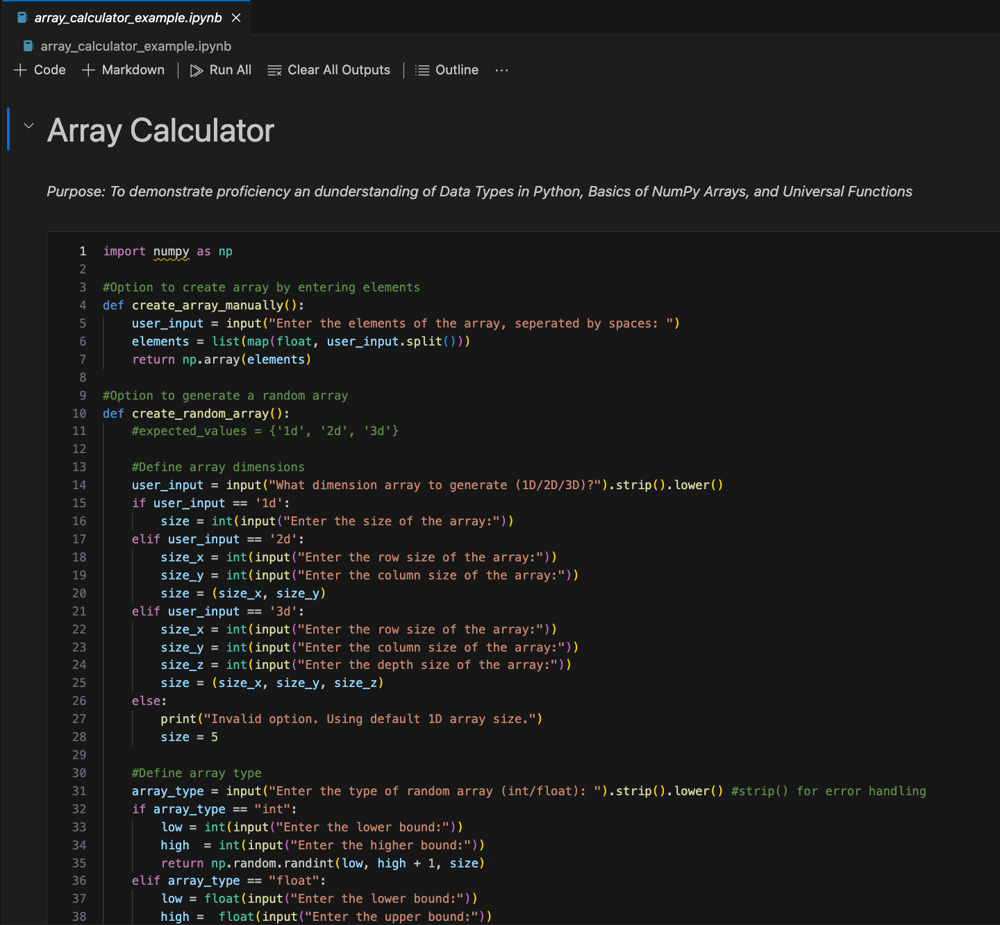 array_calculator_example.ipynb
array_calculator_example.ipynb
Code Markdown Run All Clear All Outputs Outline ...
Array Calculator
Purpose: To demonstrate proficiency an dunderstanding of Data Types in Python, Basics of NumPy Arrays, and Universal Functions
1 import numpy as np
2
3 #Option to create array by entering elements
4 def create_array_manually():
5     user_input = input("Enter the elements of the array, seperated by spaces: ")
6     elements = list(map(float, user_input.split()))
7     return np.array(elements)
8
9 #Option to generate a random array
10 def create_random_array():
11     #expected_values = {'1d', '2d', '3d'}
12
13     #Define array dimensions
14     user_input = input("What dimension array to generate (1D/2D/3D)?").strip().lower()
15     if user_input == '1d':
16         size = int(input("Enter the size of the array:"))
17     elif user_input == '2d':
18         size_x = int(input("Enter the row size of the array:"))
19         size_y = int(input("Enter the column size of the array:"))
20         size = (size_x, size_y)
21     elif user_input == '3d':
22         size_x = int(input("Enter the row size of the array:"))
23         size_y = int(input("Enter the column size of the array:"))
24         size_z = int(input("Enter the depth size of the array:"))
25         size = (size_x, size_y, size_z)
26     else:
27         print("Invalid option. Using default 1D array size.")
28         size = 5
29
30     #Define array type
31     array_type = input("Enter the type of random array (int/float): ").strip().lower() #strip() for error handling
32     if array_type == "int":
33         low = int(input("Enter the lower bound:"))
34         high  = int(input("Enter the higher bound:"))
35         return np.random.randint(low, high + 1, size)
36     elif array_type == "float":
37         low = float(input("Enter the lower bound:"))
38         high =  float(input("Enter the upper bound:"))